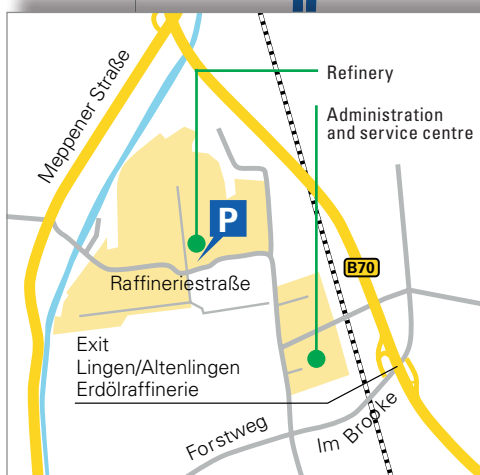 Meppener Straße
Refinery
Administration
and service centre
P
B70
Raffineriestraße
Exit
Lingen/Altenlingen
Erdölraffinerie
Forstweg
Im Brooke